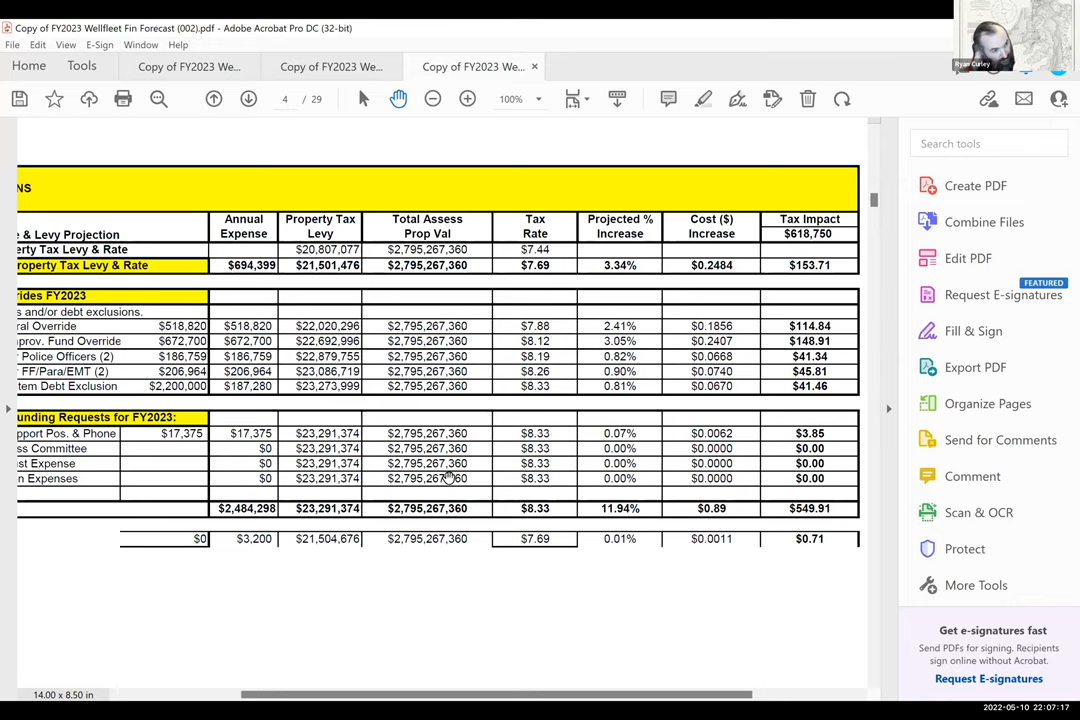 Copy of FY2023 Wellfleet Fin Forecast (002).pdf - Adobe Acrobat Pro DC (32-bit)
File Edit View E-Sign Window Help
Home Tools Copy of FY2023 We... Copy of FY2023 We... Copy of FY2023 We... ×
Ryan Curley
4 / 29 100%
NS
Annual Property Tax Total Assess Tax Projected % Cost ($) Tax Impact
e & Levy Projection Expense Levy Prop Val Rate Increase Increase $618,750
erty Tax Levy & Rate $20,807,077 $2,795,267,360 $7.44
roperty Tax Levy & Rate $694,399 $21,501,476 $2,795,267,360 $7.69 3.34% $0.2484 $153.71
rides FY2023
s and/or debt exclusions.
ral Override $518,820 $518,820 $22,020,296 $2,795,267,360 $7.88 2.41% $0.1856 $114.84
nprov. Fund Override $672,700 $672,700 $22,692,996 $2,795,267,360 $8.12 3.05% $0.2407 $148.91
r Police Officers (2) $186,759 $186,759 $22,879,755 $2,795,267,360 $8.19 0.82% $0.0668 $41.34
FF/Para/EMT (2) $206,964 $206,964 $23,086,719 $2,795,267,360 $8.26 0.90% $0.0740 $45.81
tem Debt Exclusion $2,200,000 $187,280 $23,273,999 $2,795,267,360 $8.33 0.81% $0.0670 $41.46
unding Requests for FY2023:
pport Pos. & Phone $17,375 $17,375 $23,291,374 $2,795,267,360 $8.33 0.07% $0.0062 $3.85
ss Committee $0 $23,291,374 $2,795,267,360 $8.33 0.00% $0.0000 $0.00
ist Expense $0 $23,291,374 $2,795,267,360 $8.33 0.00% $0.0000 $0.00
n Expenses $0 $23,291,374 $2,795,267,360 $8.33 0.00% $0.0000 $0.00
$2,484,298 $23,291,374 $2,795,267,360 $8.33 11.94% $0.89 $549.91
$0 $3,200 $21,504,676 $2,795,267,360 $7.69 0.01% $0.0011 $0.71
14.00 x 8.50 in
Search tools
Create PDF
Combine Files
Edit PDF
FEATURED
Request E-signatures
Fill & Sign
Export PDF
Organize Pages
Send for Comments
Comment
Scan & OCR
Protect
More Tools
Get e-signatures fast
Send PDFs for signing. Recipients
sign online without Acrobat.
Request E-signatures
2022-05-10 22:07:17